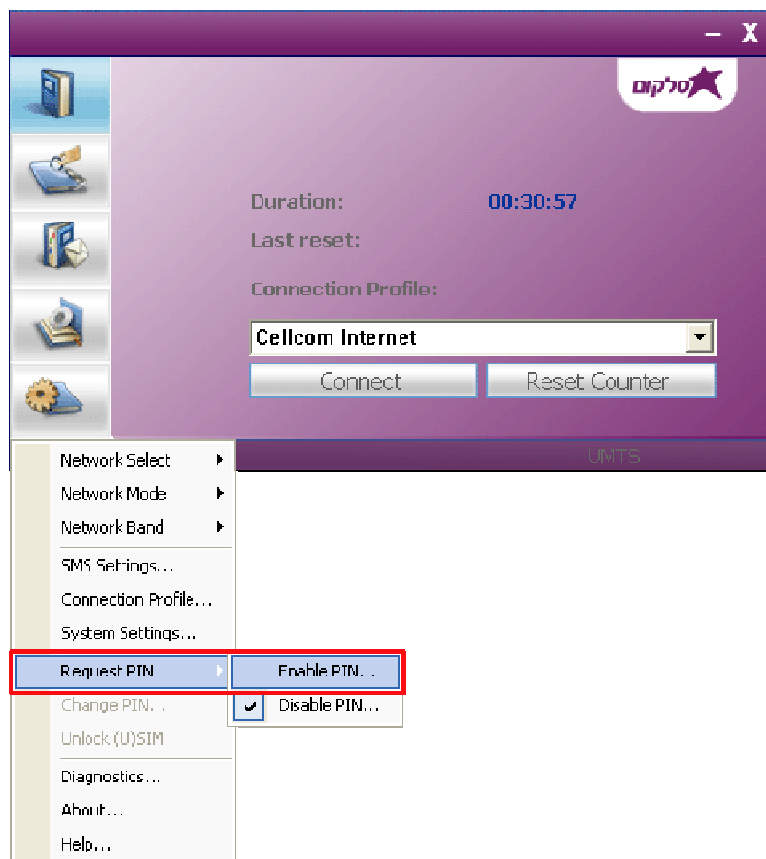 – X
סלקום
Duration: 00:30:57
Last reset:
Connection Profile:
Cellcom Internet
Connect Reset Counter
UMTS
Network Select
Network Mode
Network Band
SMS Settings...
Connection Profile...
System Settings...
Request PIN Enable PIN...
Change PIN... Disable PIN...
Unlock (U)SIM
Diagnostics...
About...
Help...